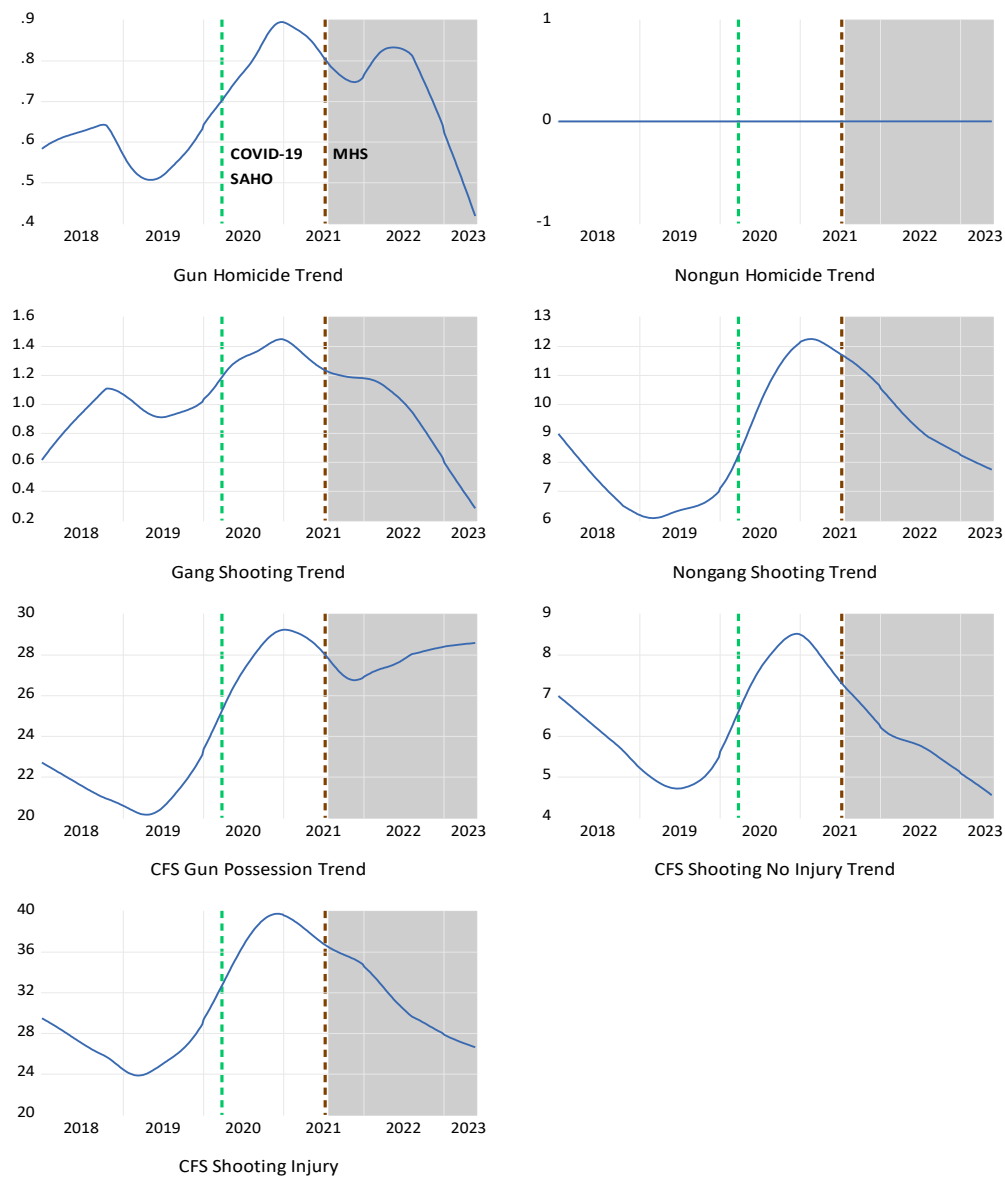 .9
.8
.7
.6
.5
.4
COVID-19
SAHO
MHS
2018 2019 2020 2021 2022 2023
Gun Homicide Trend
1
0
-1
2018 2019 2020 2021 2022 2023
Nongun Homicide Trend
1.6
1.4
1.2
1.0
0.8
0.6
0.4
0.2
2018 2019 2020 2021 2022 2023
Gang Shooting Trend
13
12
11
10
9
8
7
6
2018 2019 2020 2021 2022 2023
Nongang Shooting Trend
30
28
26
24
22
20
2018 2019 2020 2021 2022 2023
CFS Gun Possession Trend
9
8
7
6
5
4
2018 2019 2020 2021 2022 2023
CFS Shooting No Injury Trend
40
36
32
28
24
20
2018 2019 2020 2021 2022 2023
CFS Shooting Injury